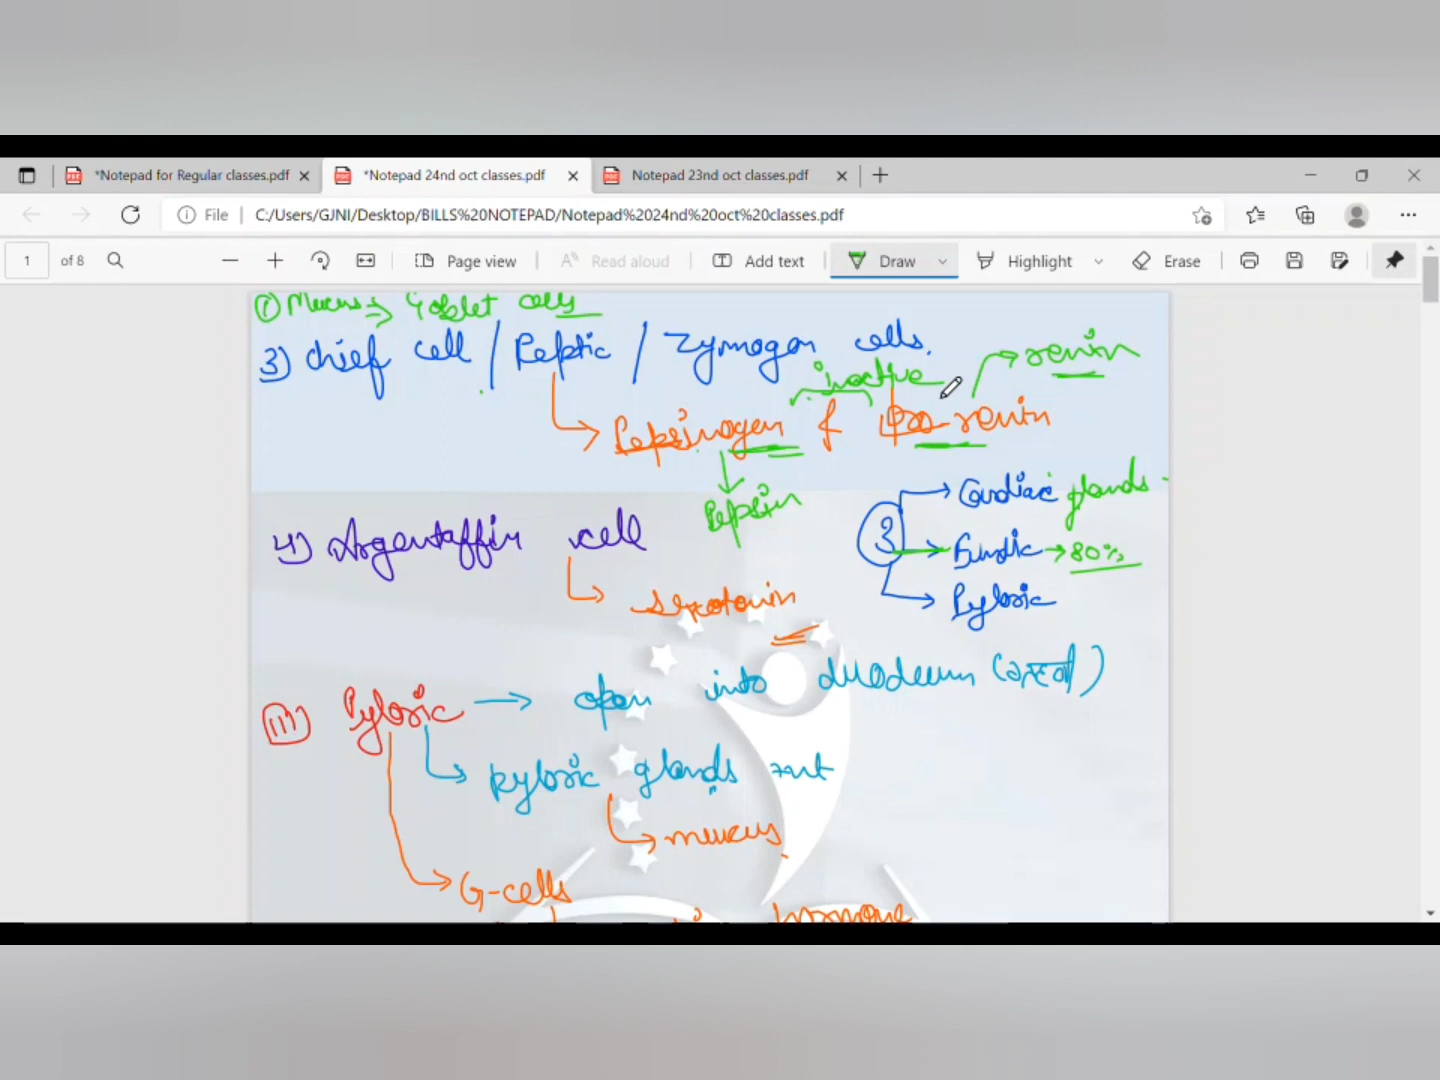 *Notepad for Regular classes.pdf *Notepad 24nd oct classes.pdf Notepad 23nd oct classes.pdf
File C:/Users/GJNI/Desktop/BILLS%20NOTEPAD/Notepad%2024nd%20oct%20classes.pdf
1 of 8 Page view Read aloud Add text Draw Highlight Erase
① Mucus ⇒ Goblet cells
3) Chief cell / Peptic / Zymogen cells.
inactive → renin
→ Pepsinogen & Pro-renin
Pepsin
3 → Cardiac glands
→ Fundic → 80%
→ Pyloric
4) Argentaffin cell
→ serotonin
(iii) Pyloric → open into duodenum
→ pyloric glands
→ mucus
→ G-cells
hormone